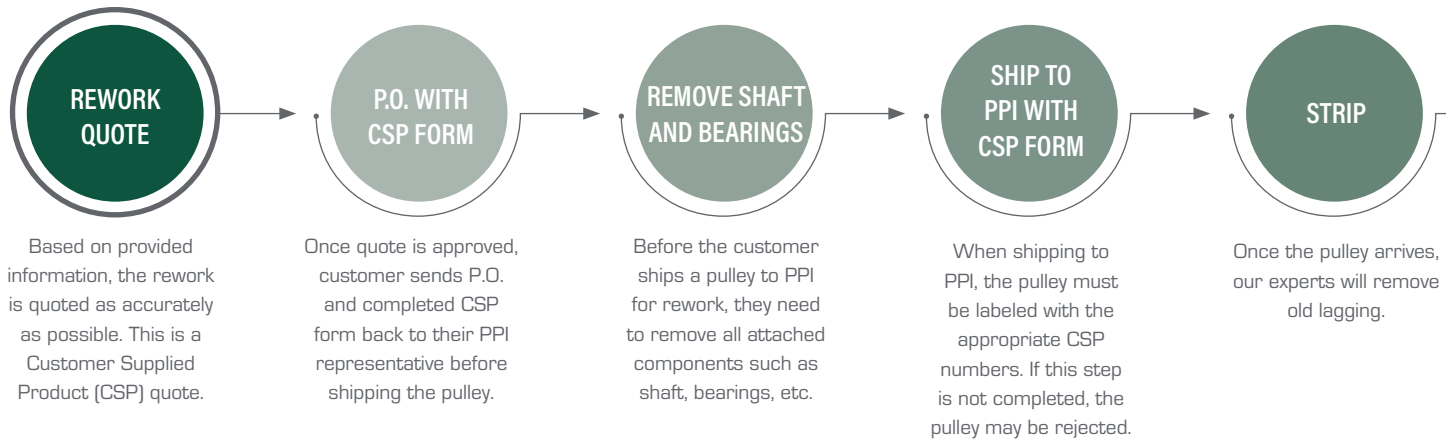 REWORK
QUOTE
Based on provided
information, the rework
is quoted as accurately
as possible. This is a
Customer Supplied
Product (CSP) quote.
P.O. WITH
CSP FORM
Once quote is approved,
customer sends P.O.
and completed CSP
form back to their PPI
representative before
shipping the pulley.
REMOVE SHAFT
AND BEARINGS
Before the customer
ships a pulley to PPI
for rework, they need
to remove all attached
components such as
shaft, bearings, etc.
SHIP TO
PPI WITH
CSP FORM
When shipping to
PPI, the pulley must
be labeled with the
appropriate CSP
numbers. If this step
is not completed, the
pulley may be rejected.
STRIP
Once the pulley arrives,
our experts will remove
old lagging.